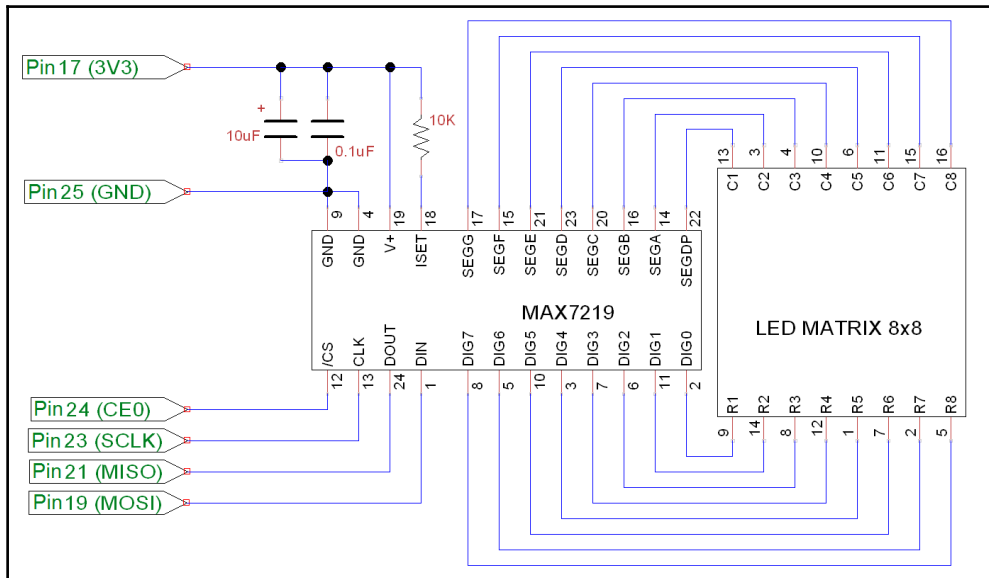 Pin17 (3V3)
10uF
+
0.1uF
10K
Pin25 (GND)
9 4 19 18 17 15 21 23 20 16 14 22
GND GND V+ ISET SEGG SEGF SEGE SEGD SEGC SEGB SEGA SEGDP
MAX7219
/CS CLK DOUT DIN DIG7 DIG6 DIG5 DIG4 DIG3 DIG2 DIG1 DIG0
12 13 24 1 8 5 10 3 7 6 11 2
13 3 4 10 6 11 15 16
C1 C2 C3 C4 C5 C6 C7 C8
LED MATRIX 8x8
R1 R2 R3 R4 R5 R6 R7 R8
9 14 8 12 1 7 2 5
Pin24 (CE0)
Pin23 (SCLK)
Pin21 (MISO)
Pin19 (MOSI)